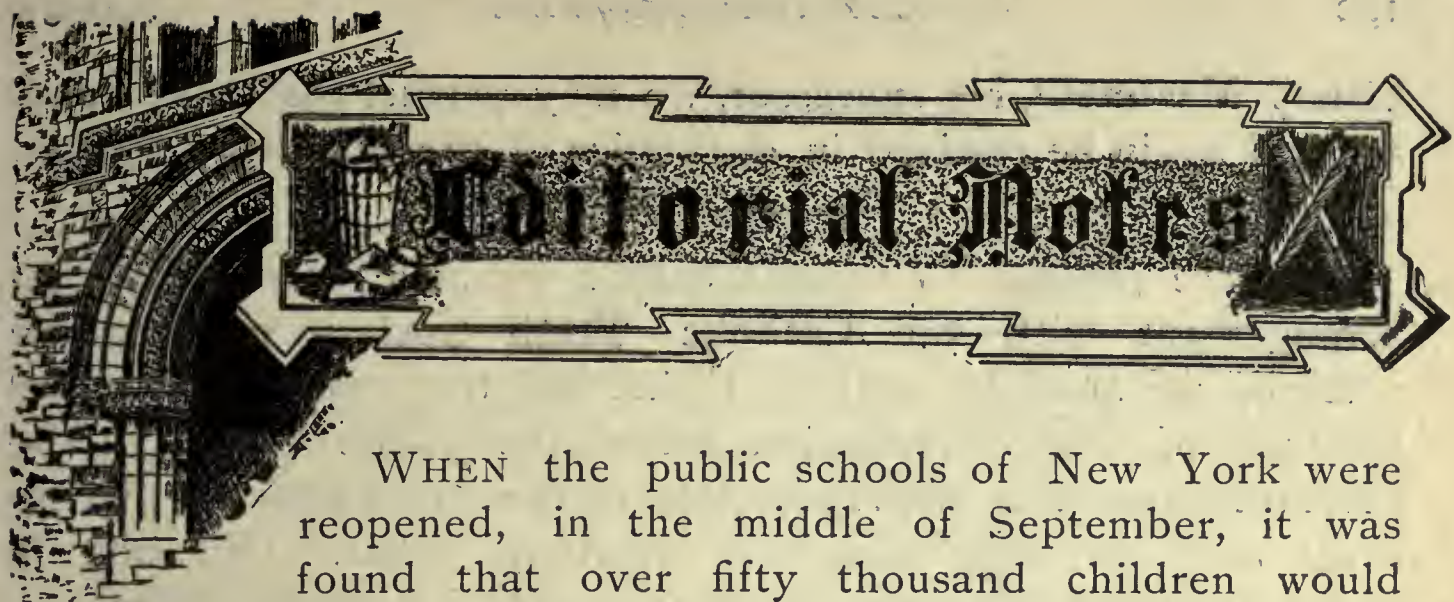 Editorial Notes
WHEN the public schools of New York were
reopened, in the middle of September, it was
found that over fifty thousand children would